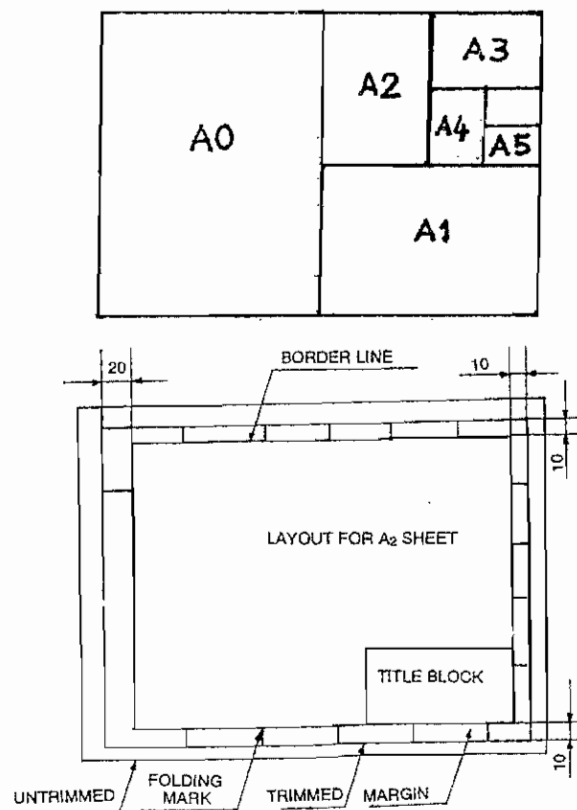 A3
A2
A4
A0
A5
A1
BORDER LINE
20
10
10
LAYOUT FOR A₂ SHEET
TITLE BLOCK
10
UNTRIMMED
FOLDING
MARK
TRIMMED
MARGIN